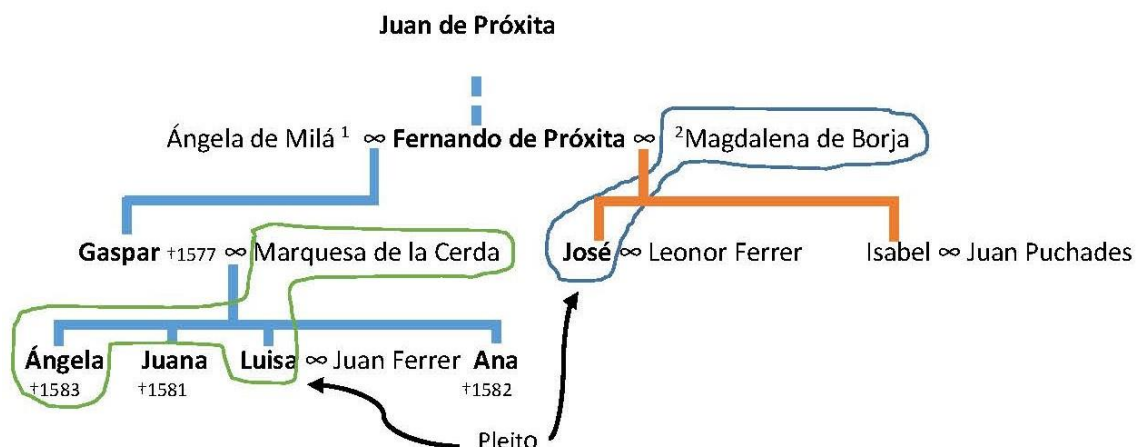 Juan de Próxita
Ángela de Milá ¹ ∞ Fernando de Próxita ∞ ²Magdalena de Borja
Gaspar †1577 ∞ Marquesa de la Cerda José ∞ Leonor Ferrer Isabel ∞ Juan Puchades
Ángela Juana Luisa ∞ Juan Ferrer Ana
†1583 †1581 †1582
Pleito